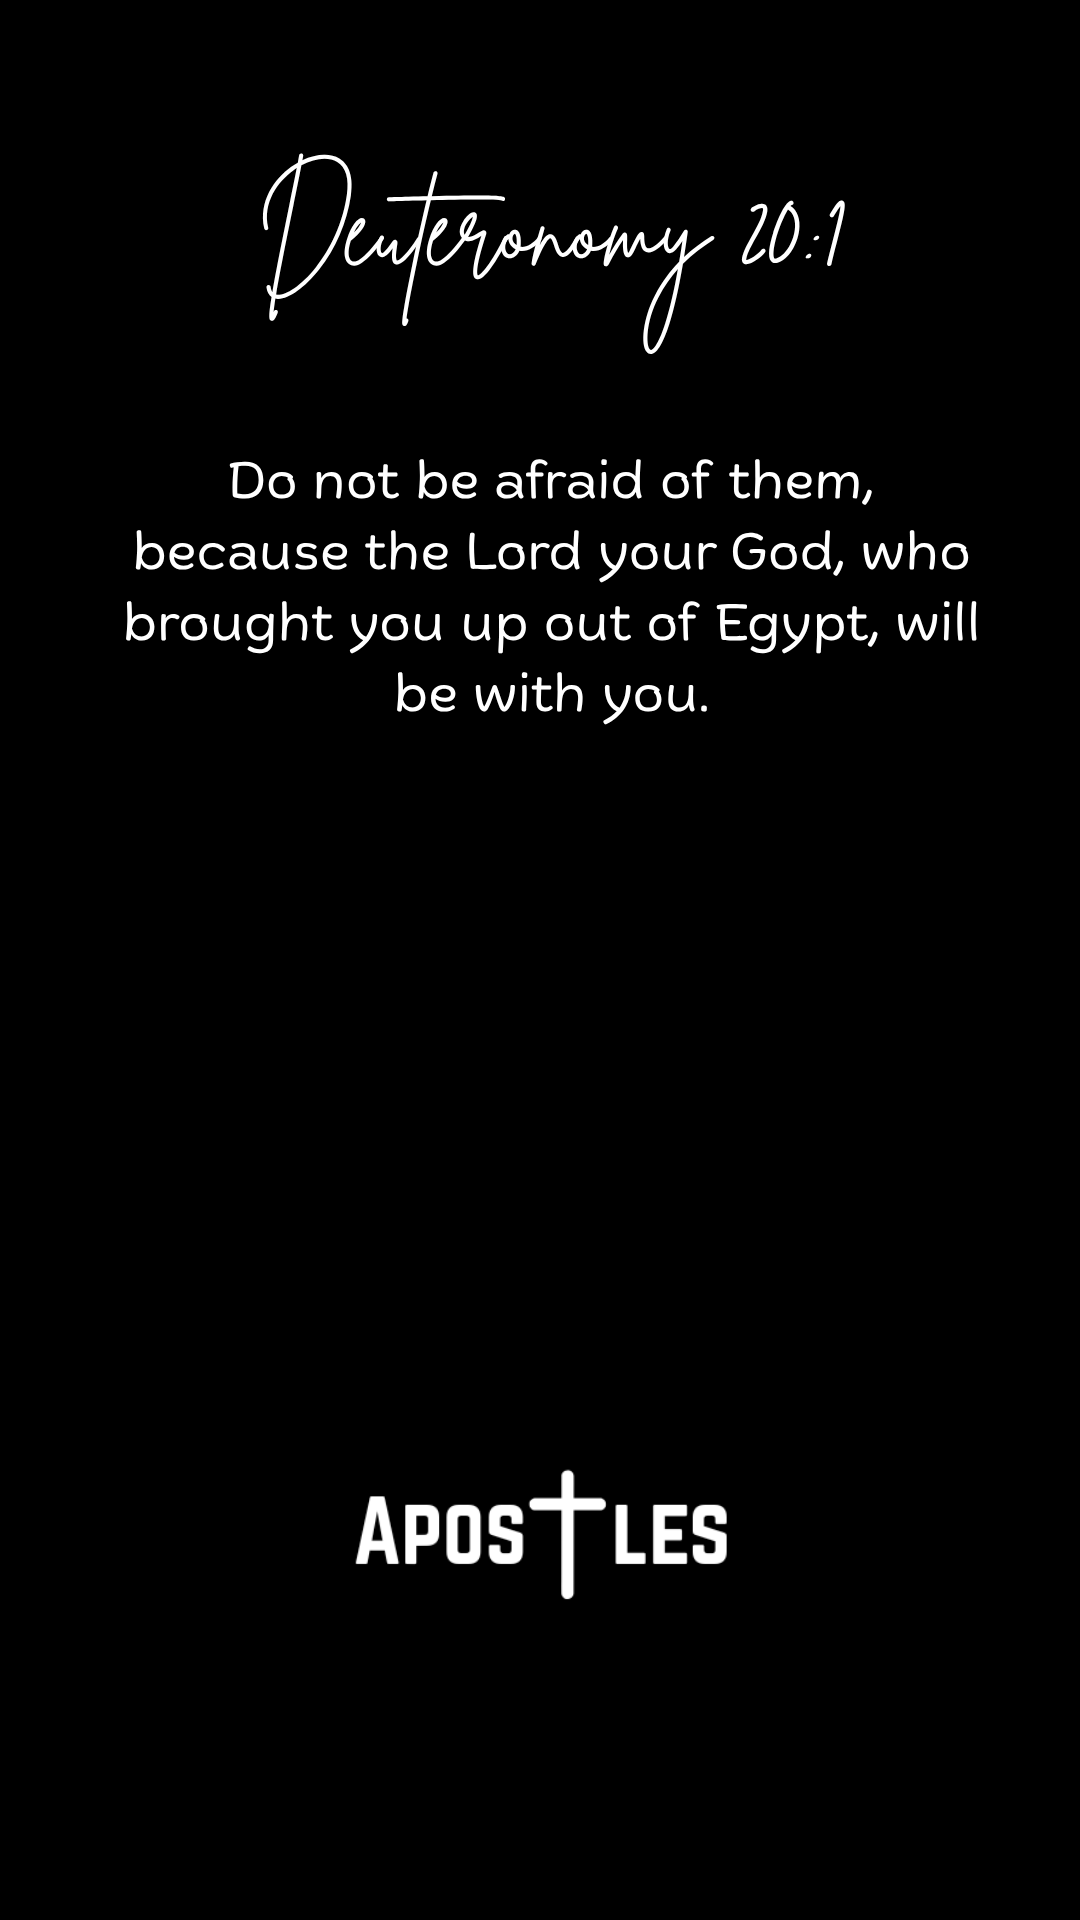 Deuteronomy 20:1
Do not be afraid of them,
because the Lord your God, who
brought you up out of Egypt, will
be with you.
APOSTLES